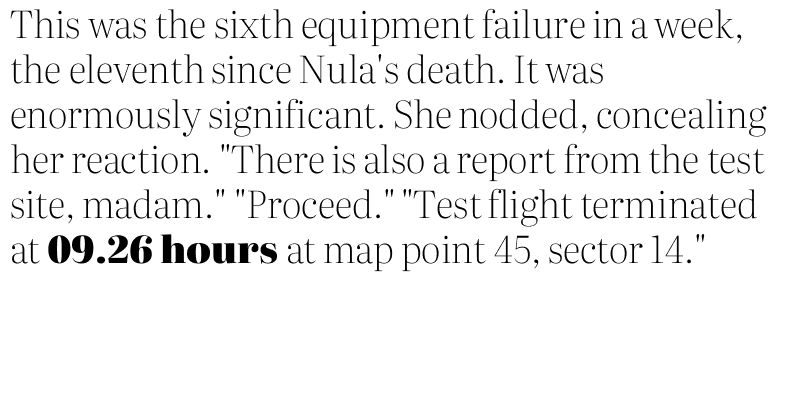 This was the sixth equipment failure in a week,
the eleventh since Nula's death. It was
enormously significant. She nodded, concealing
her reaction. "There is also a report from the test
site, madam." "Proceed." "Test flight terminated
at 09.26 hours at map point 45, sector 14."